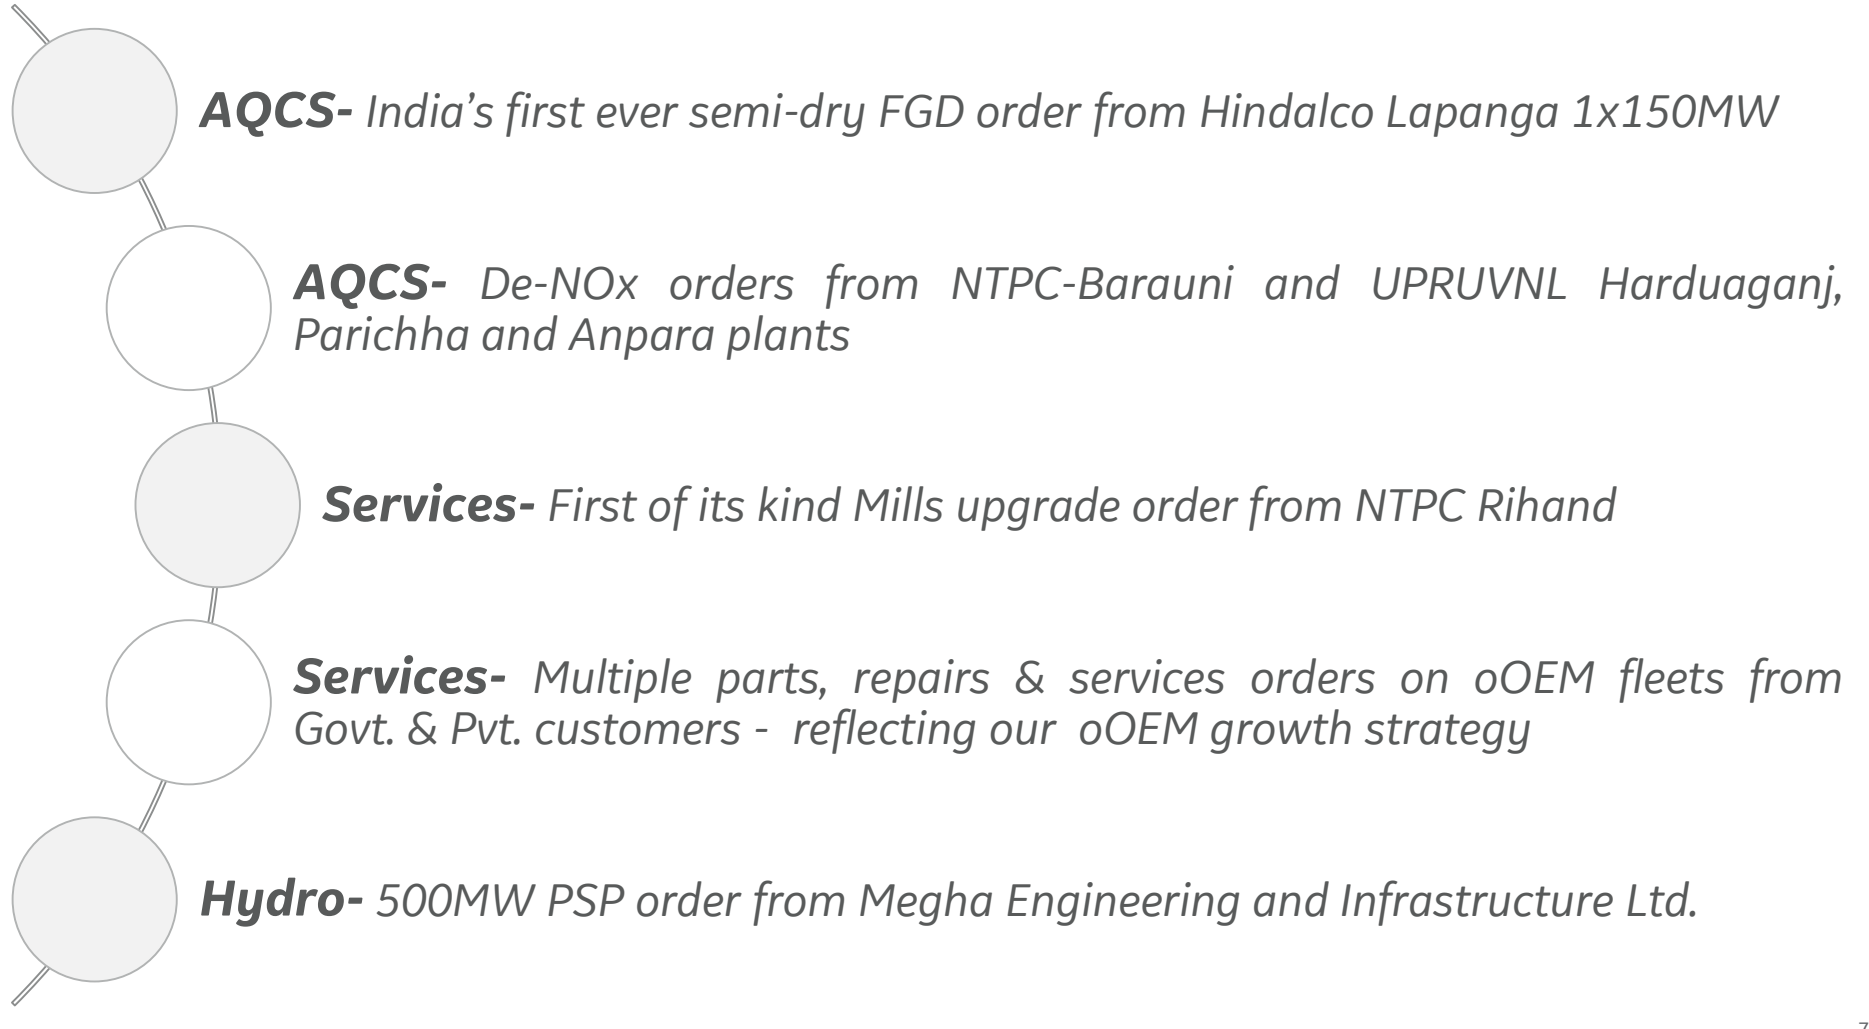 AQCS- India’s first ever semi-dry FGD order from Hindalco Lapanga 1x150MW
AQCS- De-NOx orders from NTPC-Barauni and UPRUVNL Harduaganj,
Parichha and Anpara plants
Services- First of its kind Mills upgrade order from NTPC Rihand
Services- Multiple parts, repairs & services orders on oOEM fleets from
Govt. & Pvt. customers - reflecting our oOEM growth strategy
Hydro- 500MW PSP order from Megha Engineering and Infrastructure Ltd.